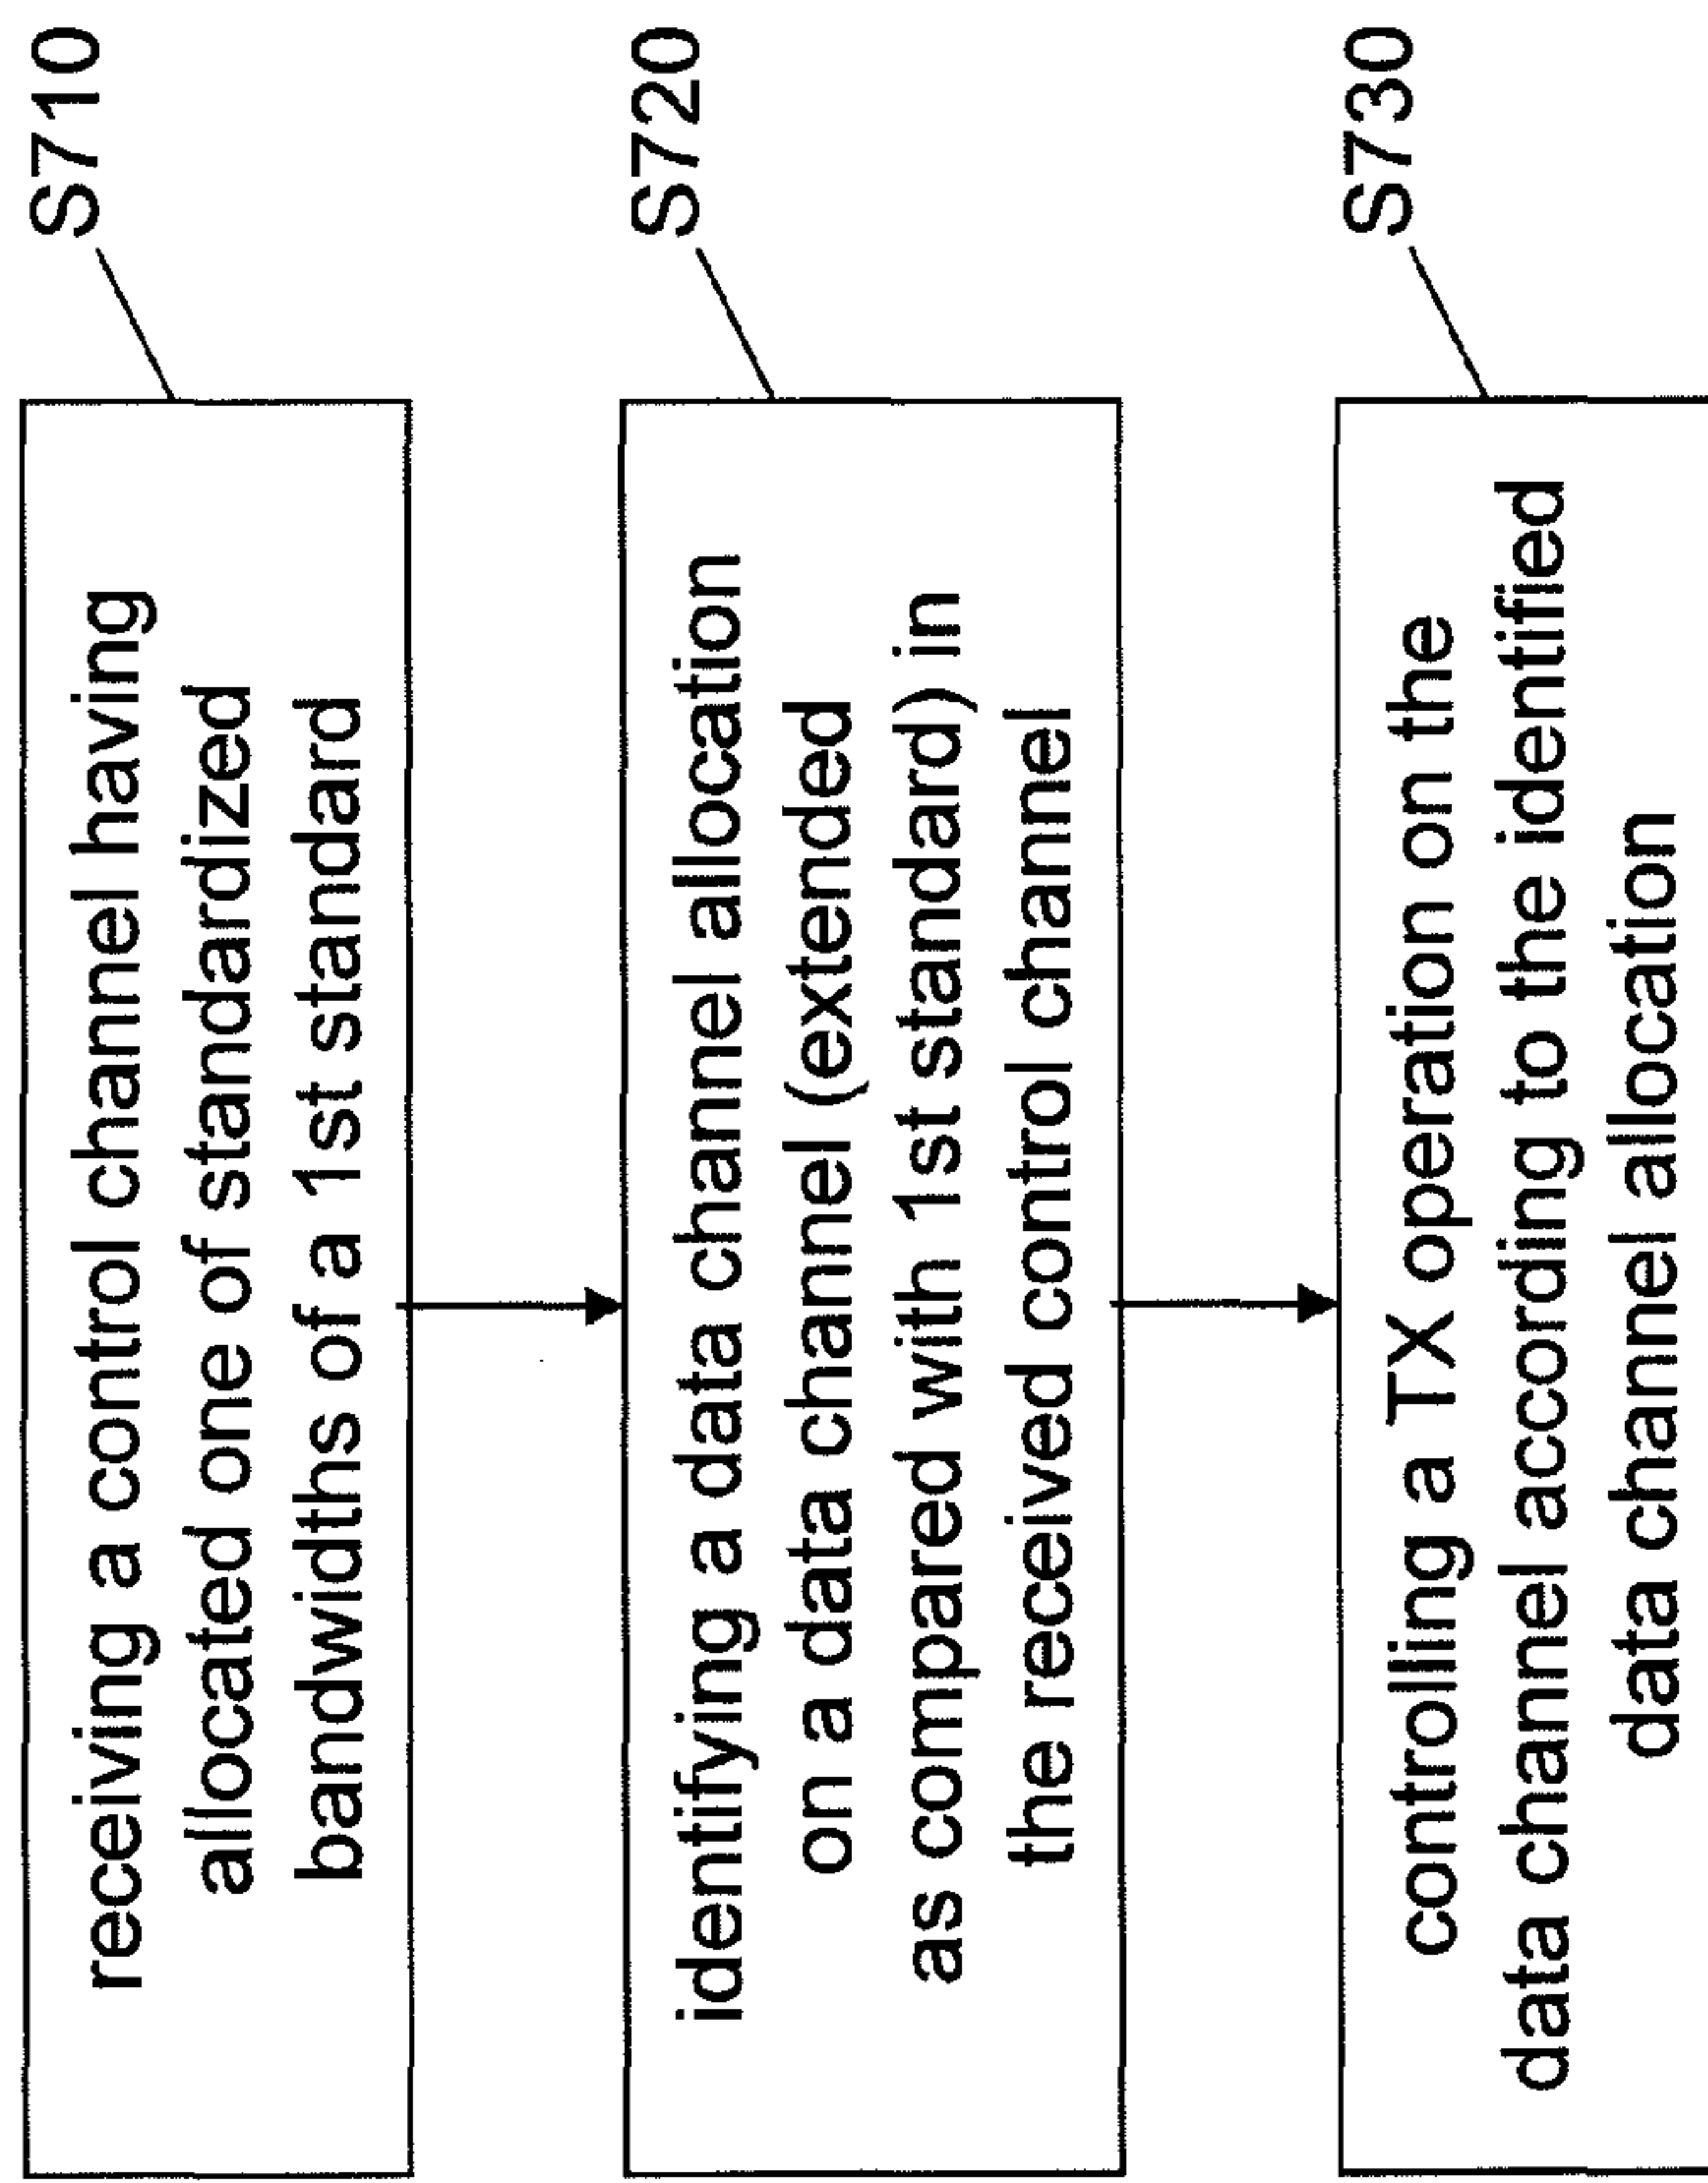 receiving a control channel having
allocated one of standardized
bandwidths of a 1st standard
S710
identifying a data channel allocation
on a data channel (extended
as compared with 1st standard) in
the received control channel
S720
controlling a TX operation on the
data channel according to the identified
data channel allocation
S730